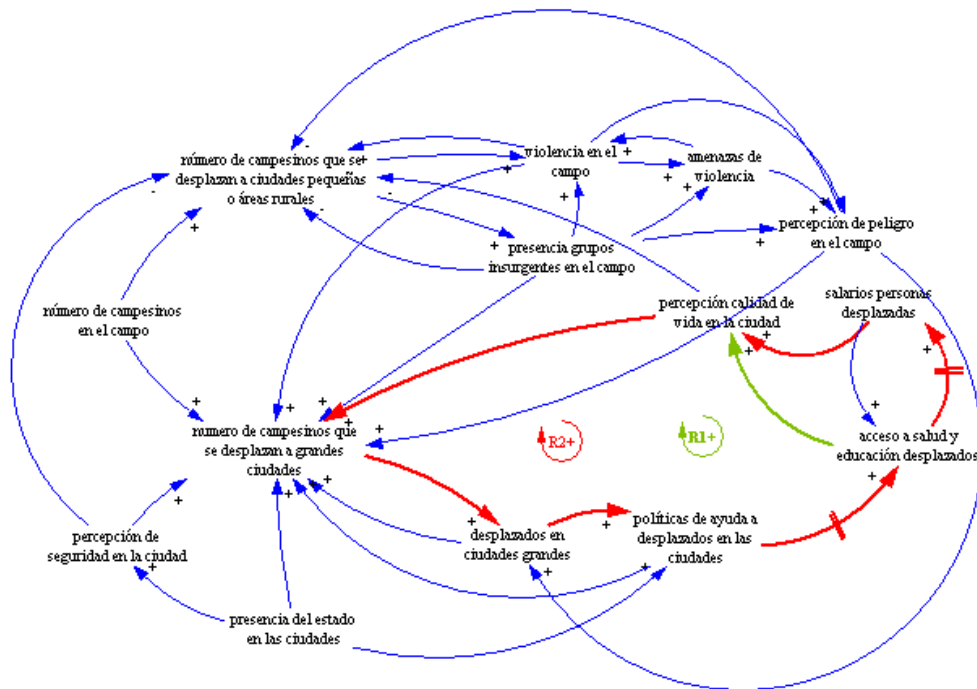 número de campesinos que se
desplazan a ciudades pequeñas
o áreas rurales
violencia en el
campo
amenazas de
violencia
percepción de peligro
en el campo
presencia grupos
insurgentes en el campo
número de campesinos
en el campo
percepción calidad de
vida en la ciudad
salarios personas
desplazadas
numero de campesinos que
se desplazan a grandes
ciudades
R2+
R1+
acceso a salud y
educación desplazados
percepción de
seguridad en la ciudad
desplazados en
ciudades grandes
políticas de ayuda a
desplazados en las
ciudades
presencia del estado
en las ciudades